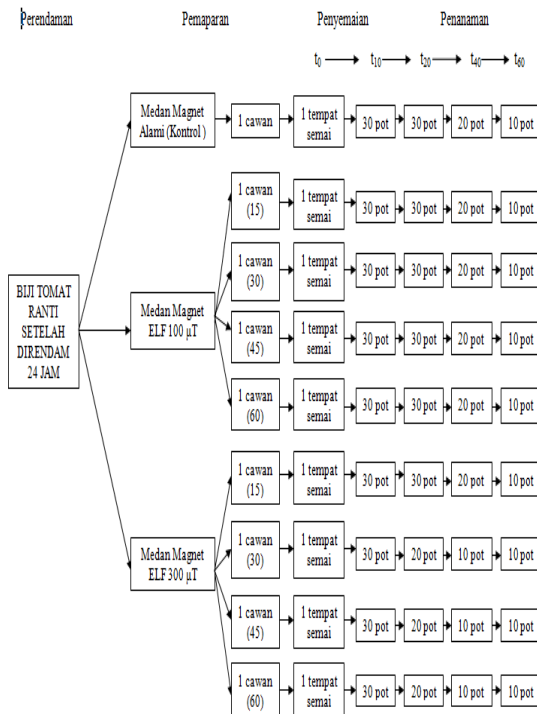 Perendaman Pemaparan Penyemaian Penanaman
t0 t10 t20 t40 t60
Medan Magnet
Alami (Kontrol)
1 cawan
1 tempat
semai
30 pot 30 pot 20 pot 10 pot
BIJI TOMAT
RANTI
SETELAH
DIRENDAM
24 JAM
Medan Magnet
ELF 100 µT
1 cawan
(15)
1 tempat
semai
30 pot 30 pot 20 pot 10 pot
1 cawan
(30)
1 tempat
semai
30 pot 30 pot 20 pot 10 pot
1 cawan
(45)
1 tempat
semai
30 pot 30 pot 20 pot 10 pot
1 cawan
(60)
1 tempat
semai
30 pot 30 pot 20 pot 10 pot
Medan Magnet
ELF 300 µT
1 cawan
(15)
1 tempat
semai
30 pot 30 pot 20 pot 10 pot
1 cawan
(30)
1 tempat
semai
30 pot 20 pot 10 pot 10 pot
1 cawan
(45)
1 tempat
semai
30 pot 20 pot 10 pot 10 pot
1 cawan
(60)
1 tempat
semai
30 pot 20 pot 10 pot 10 pot